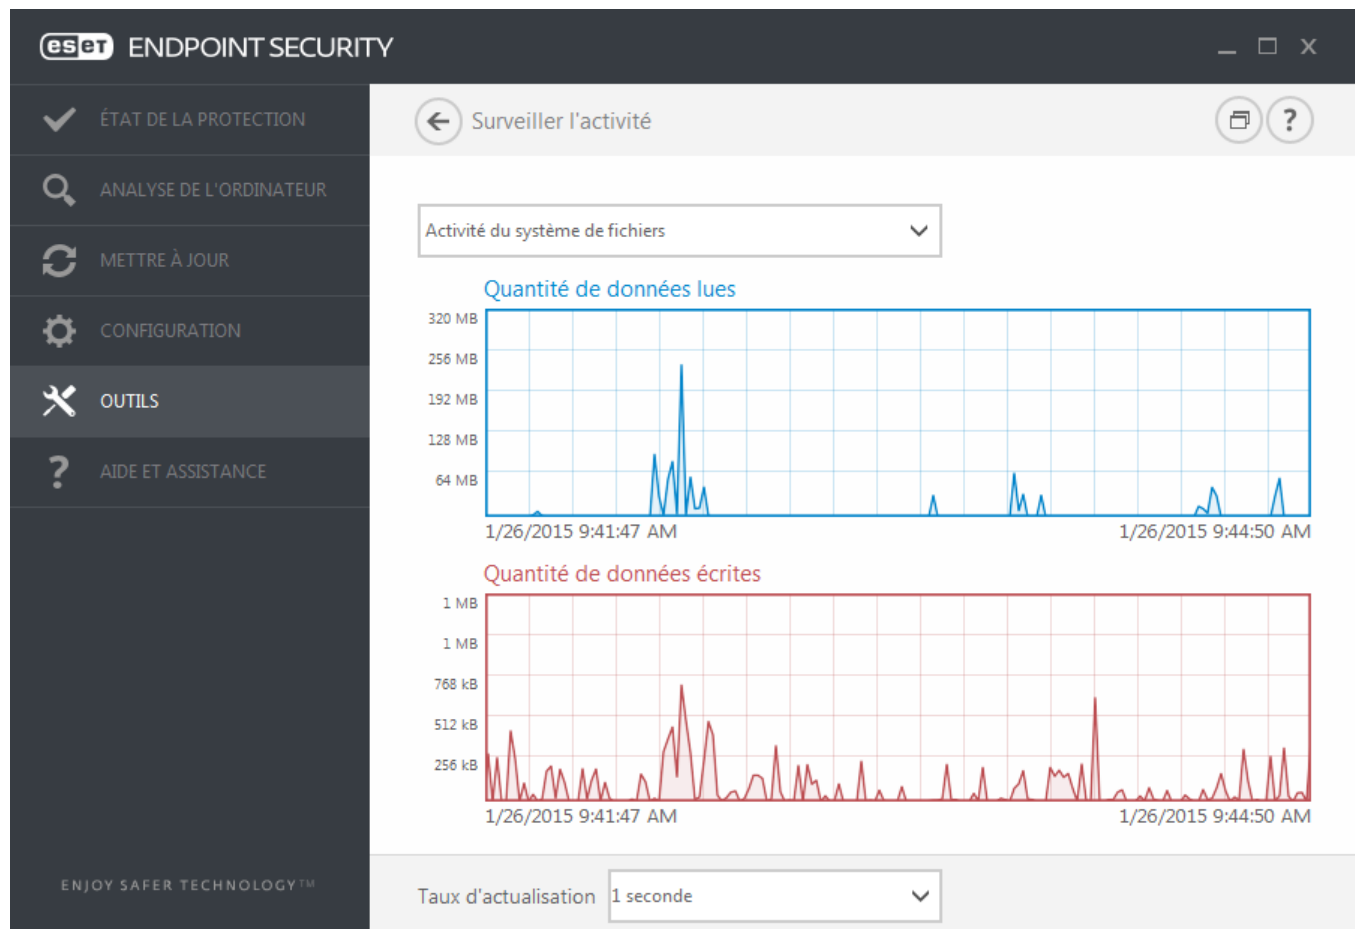 eset ENDPOINT SECURITY
ÉTAT DE LA PROTECTION
ANALYSE DE L'ORDINATEUR
METTRE À JOUR
CONFIGURATION
OUTILS
AIDE ET ASSISTANCE
ENJOY SAFER TECHNOLOGY™
Surveiller l'activité
Activité du système de fichiers
Quantité de données lues
320 MB
256 MB
192 MB
128 MB
64 MB
1/26/2015 9:41:47 AM 1/26/2015 9:44:50 AM
Quantité de données écrites
1 MB
1 MB
768 kB
512 kB
256 kB
1/26/2015 9:41:47 AM 1/26/2015 9:44:50 AM
Taux d'actualisation 1 seconde